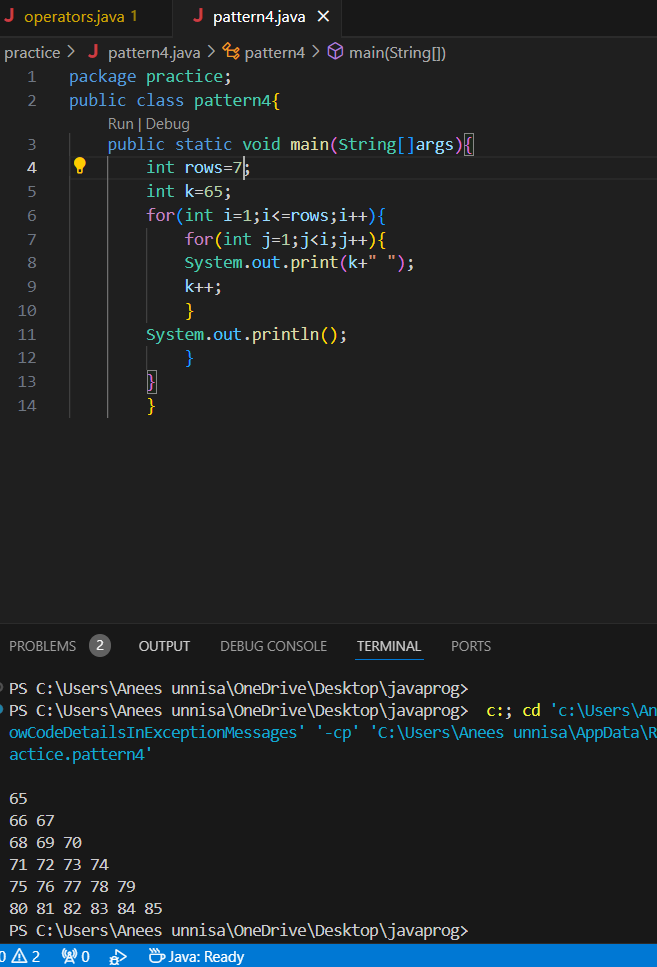 J operators.java 1
J pattern4.java ×
practice > J pattern4.java > pattern4 > main(String[])
1 package practice;
2 public class pattern4{
Run | Debug
3 public static void main(String[]args){
4 int rows=7;
5 int k=65;
6 for(int i=1;i<=rows;i++){
7 for(int j=1;j<i;j++){
8 System.out.print(k+" ");
9 k++;
10 }
11 System.out.println();
12 }
13 }
14 }
PROBLEMS 2 OUTPUT DEBUG CONSOLE TERMINAL PORTS
PS C:\Users\Anees unnisa\OneDrive\Desktop\javaprog>
PS C:\Users\Anees unnisa\OneDrive\Desktop\javaprog> c:; cd 'c:\Users\An
owCodeDetailsInExceptionMessages' '-cp' 'C:\Users\Anees unnisa\AppData\R
actice.pattern4'
65
66 67
68 69 70
71 72 73 74
75 76 77 78 79
80 81 82 83 84 85
PS C:\Users\Anees unnisa\OneDrive\Desktop\javaprog>
0 2 0 Java: Ready